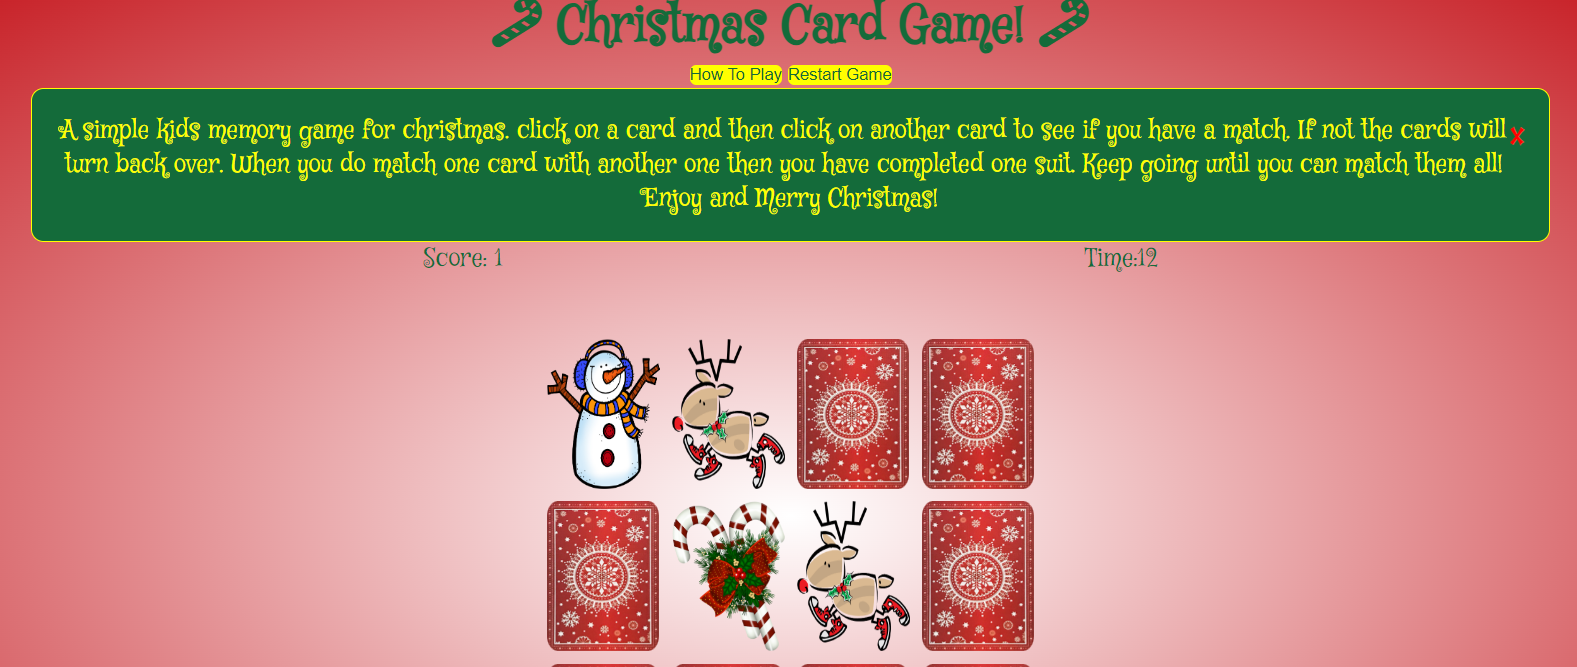 Christmas Card Game!
How To Play Restart Game
A simple kids memory game for christmas. click on a card and then click on another card to see if you have a match. If not the cards will X
turn back over. When you do match one card with another one then you have completed one suit. Keep going until you can match them all!
Enjoy and Merry Christmas!
Score: 1 Time:12